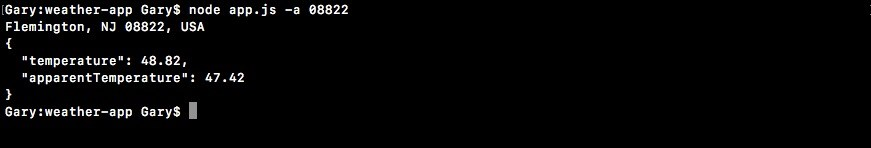 Gary:weather-app Gary$ node app.js -a 08822
Flemington, NJ 08822, USA
{
  "temperature": 48.82,
  "apparentTemperature": 47.42
}
Gary:weather-app Gary$